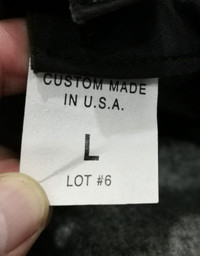 CUSTOM MADE
IN U.S.A.
L
LOT #6